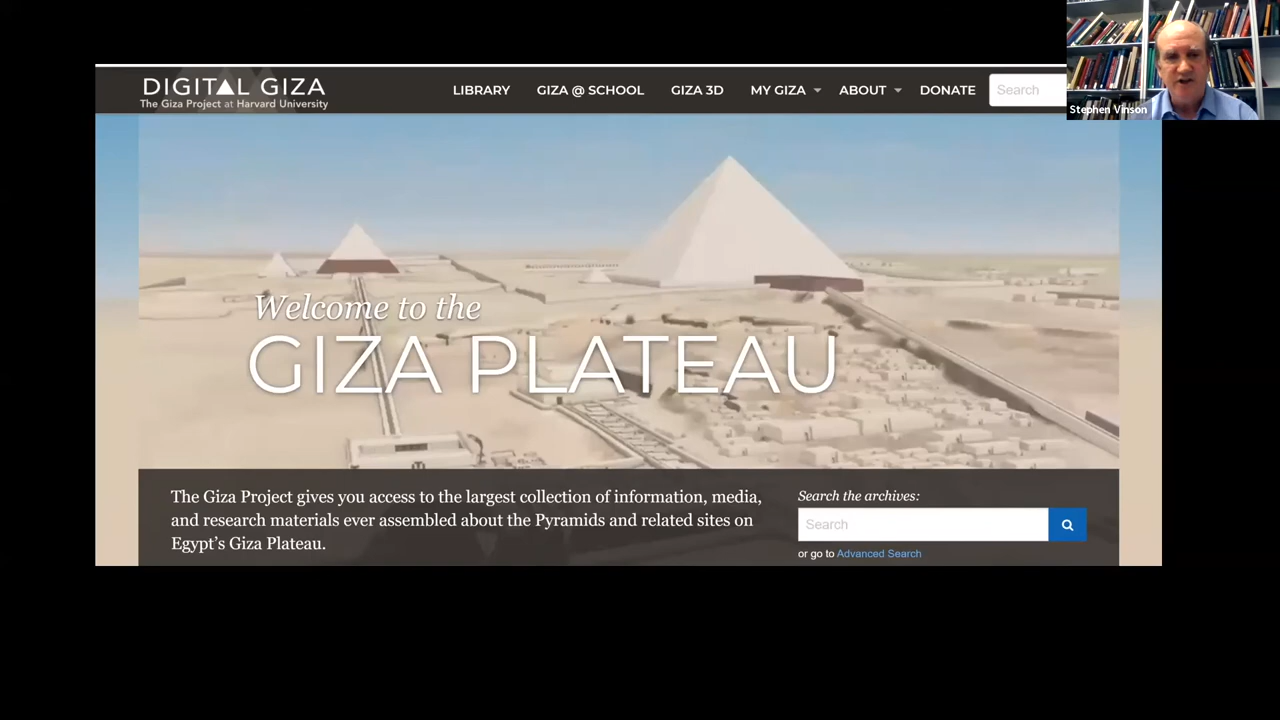 DIGITAL GIZA
The Giza Project at Harvard University
LIBRARY GIZA @ SCHOOL GIZA 3D MY GIZA ABOUT DONATE Search
Stephen Vinson
Welcome to the
GIZA PLATEAU
The Giza Project gives you access to the largest collection of information, media,
and research materials ever assembled about the Pyramids and related sites on
Egypt’s Giza Plateau.
Search the archives:
Search
or go to Advanced Search